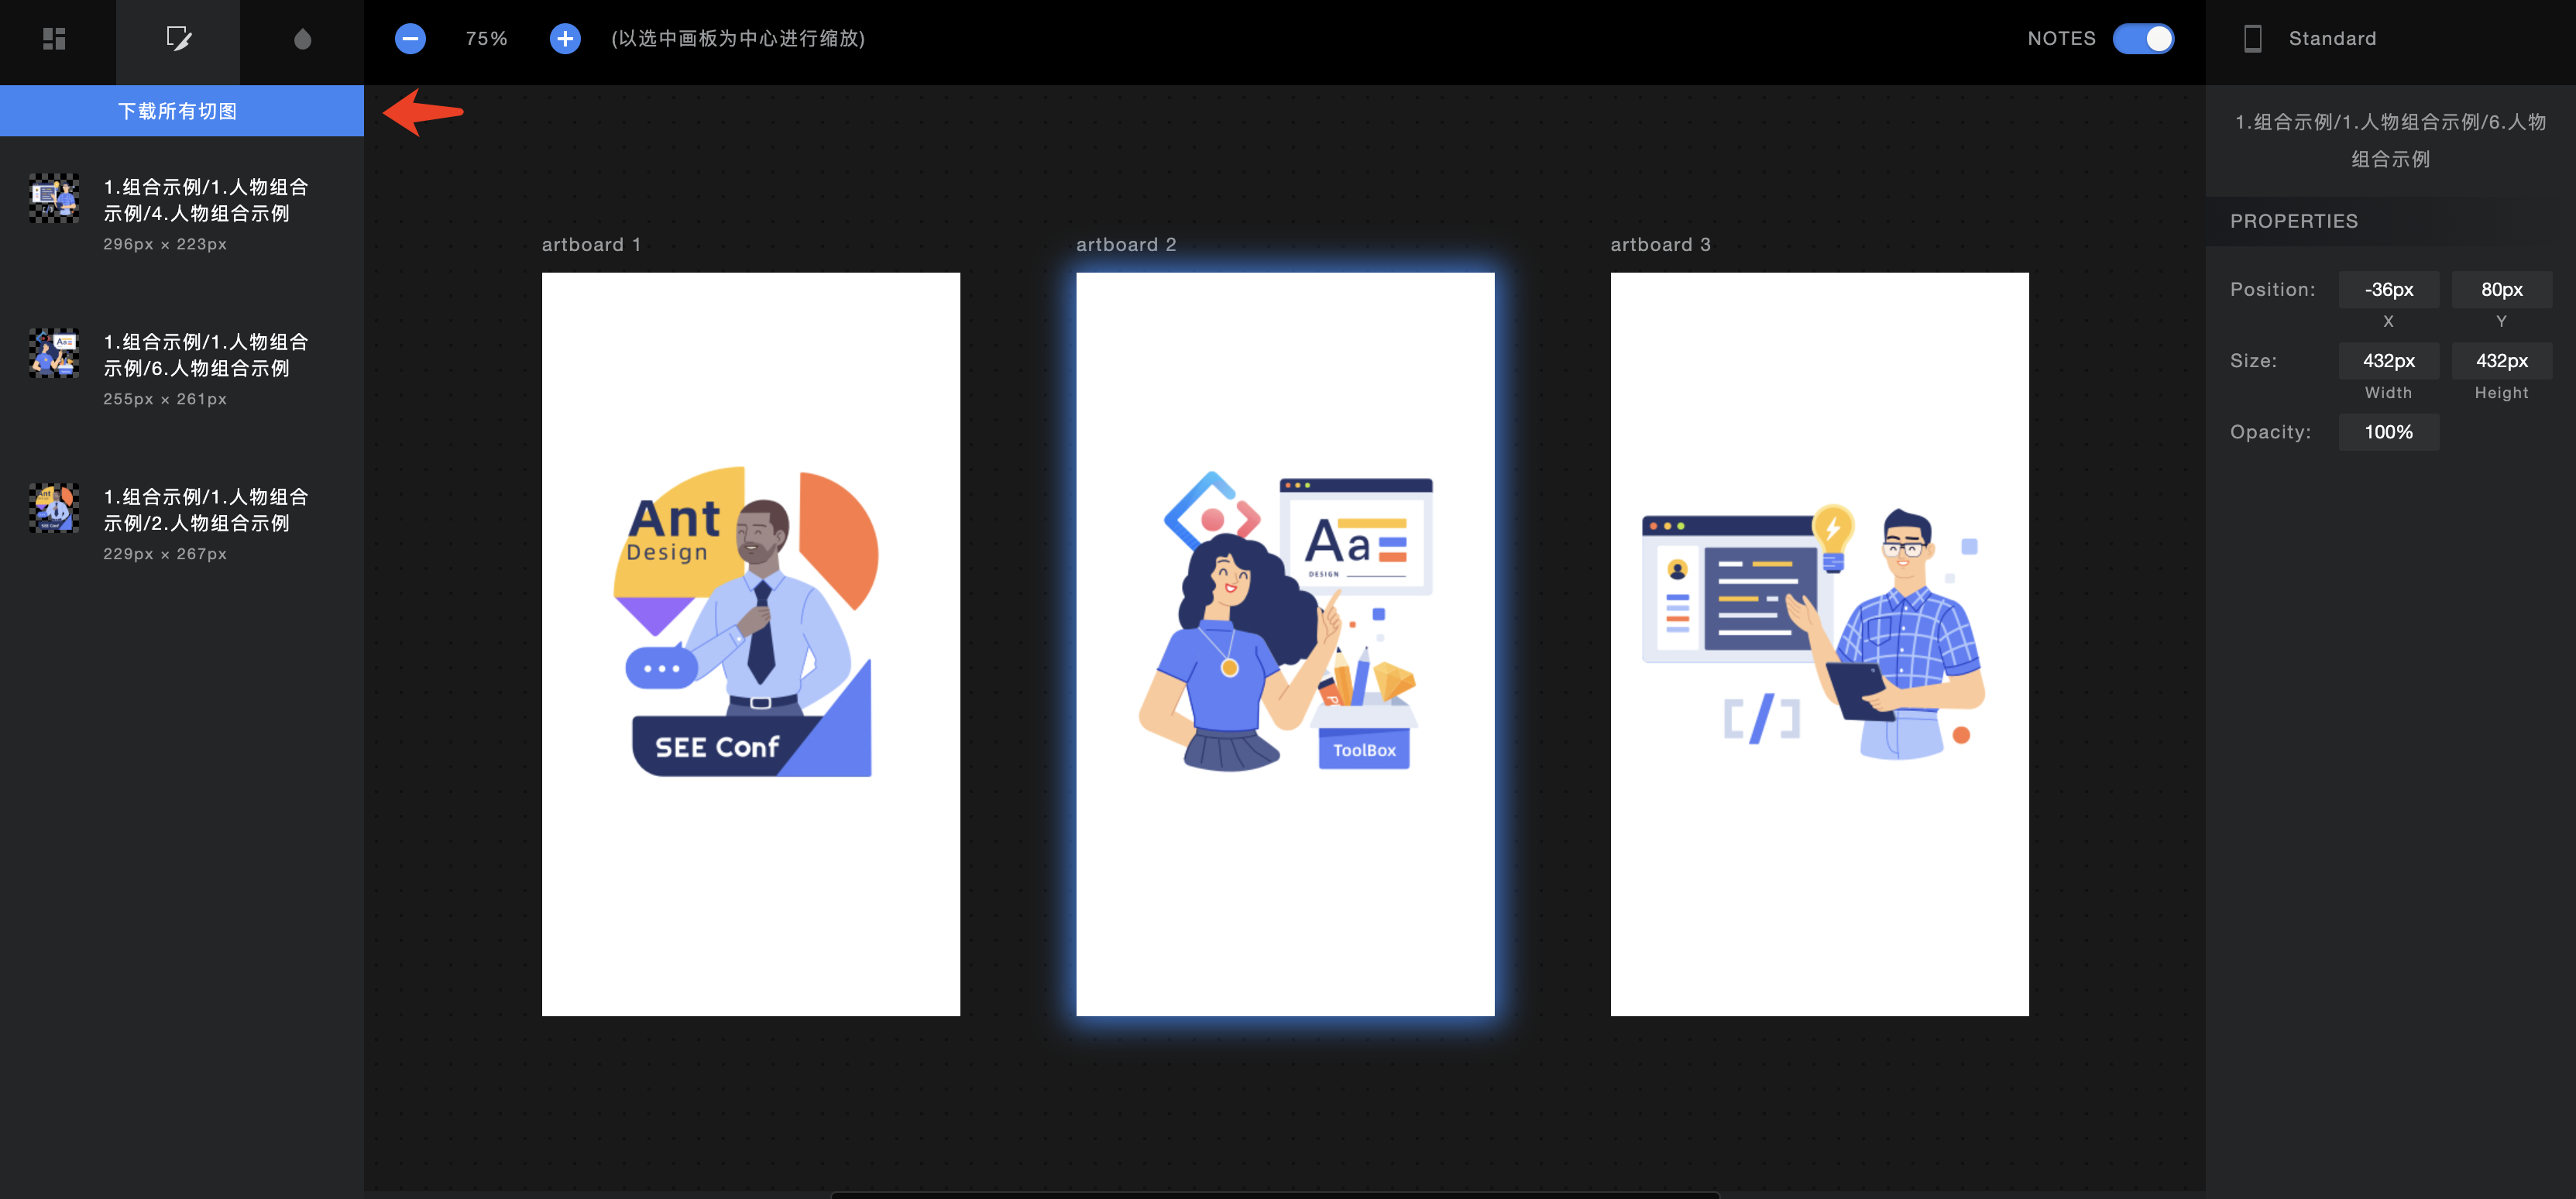 75%
(以选中画板为中心进行缩放)
NOTES
Standard
下载所有切图
1.组合示例/1.人物组合
示例/4.人物组合示例
296px × 223px
1.组合示例/1.人物组合
示例/6.人物组合示例
255px × 261px
1.组合示例/1.人物组合
示例/2.人物组合示例
229px × 267px
artboard 1
Ant
Design
SEE Conf
artboard 2
Aa
DESIGN
ToolBox
artboard 3
[/]
1.组合示例/1.人物组合示例/6.人物
组合示例
PROPERTIES
Position:
-36px
80px
X
Y
Size:
432px
432px
Width
Height
Opacity:
100%